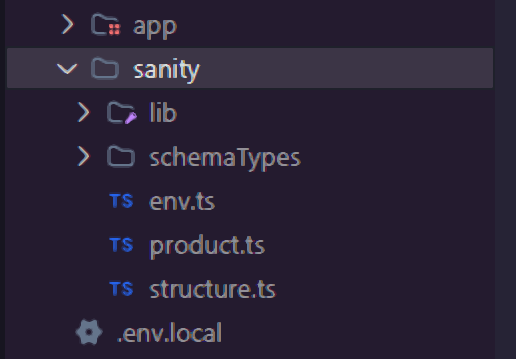 app
sanity
lib
schemaTypes
TS env.ts
TS product.ts
TS structure.ts
.env.local